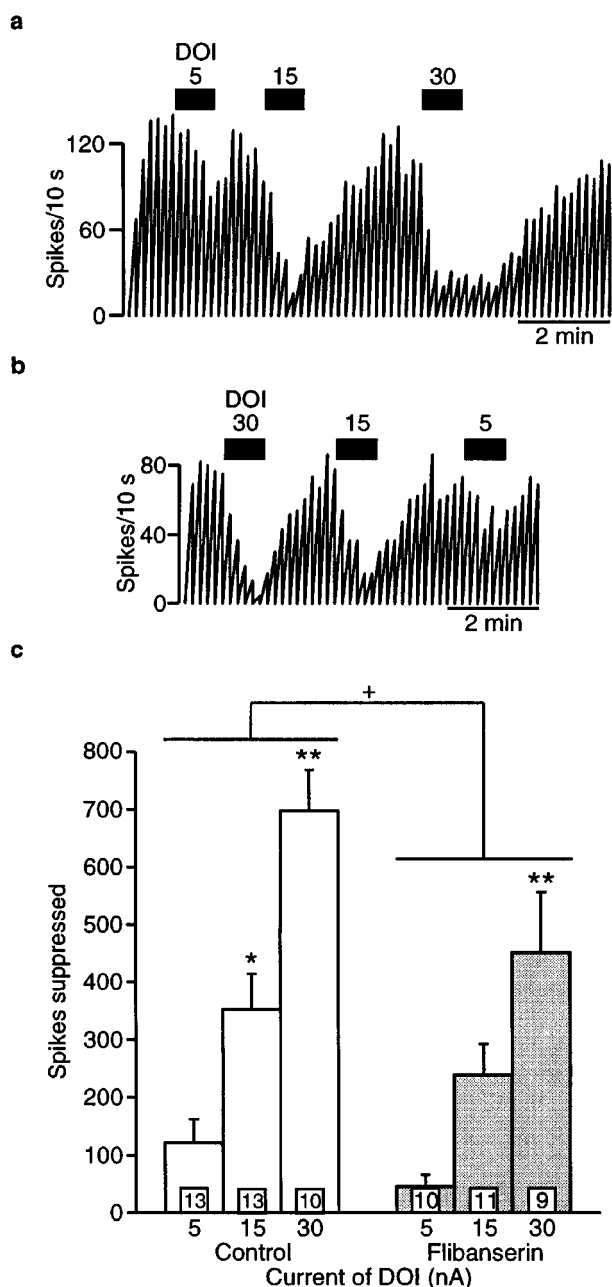 a
DOI
5 15 30
120
60
0
Spikes/10 s
2 min
b
DOI
30 15 5
80
40
0
Spikes/10 s
2 min
c
+
800
700
600
500
400
300
200
100
0
Spikes suppressed
* ** **
13 13 10 10 11 9
5 15 30 5 15 30
Control Flibanserin
Current of DOI (nA)